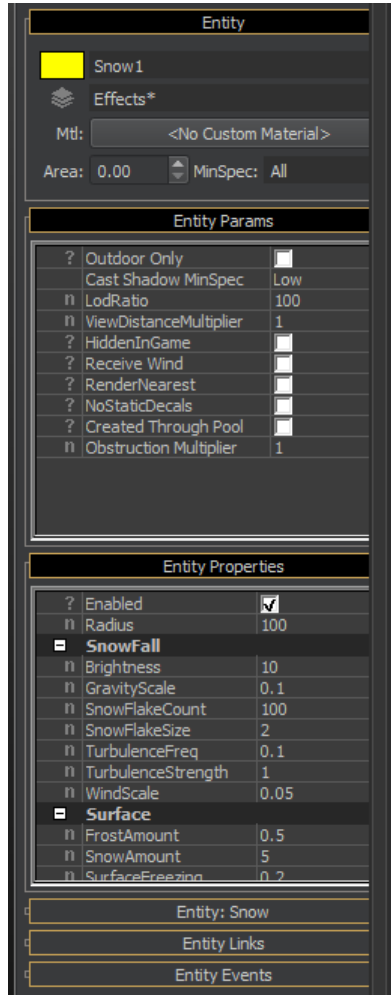 Entity
Snow1
Effects*
Mtl: <No Custom Material>
Area: 0.00 MinSpec: All
Entity Params
? Outdoor Only
Cast Shadow MinSpec Low
n LodRatio 100
n ViewDistanceMultiplier 1
? HiddenInGame
? Receive Wind
? RenderNearest
? NoStaticDecals
? Created Through Pool
n Obstruction Multiplier 1
Entity Properties
? Enabled
n Radius 100
SnowFall
n Brightness 10
n GravityScale 0.1
n SnowFlakeCount 100
n SnowFlakeSize 2
n TurbulenceFreq 0.1
n TurbulenceStrength 1
n WindScale 0.05
Surface
n FrostAmount 0.5
n SnowAmount 5
n SurfaceFreezing 0.2
Entity: Snow
Entity Links
Entity Events